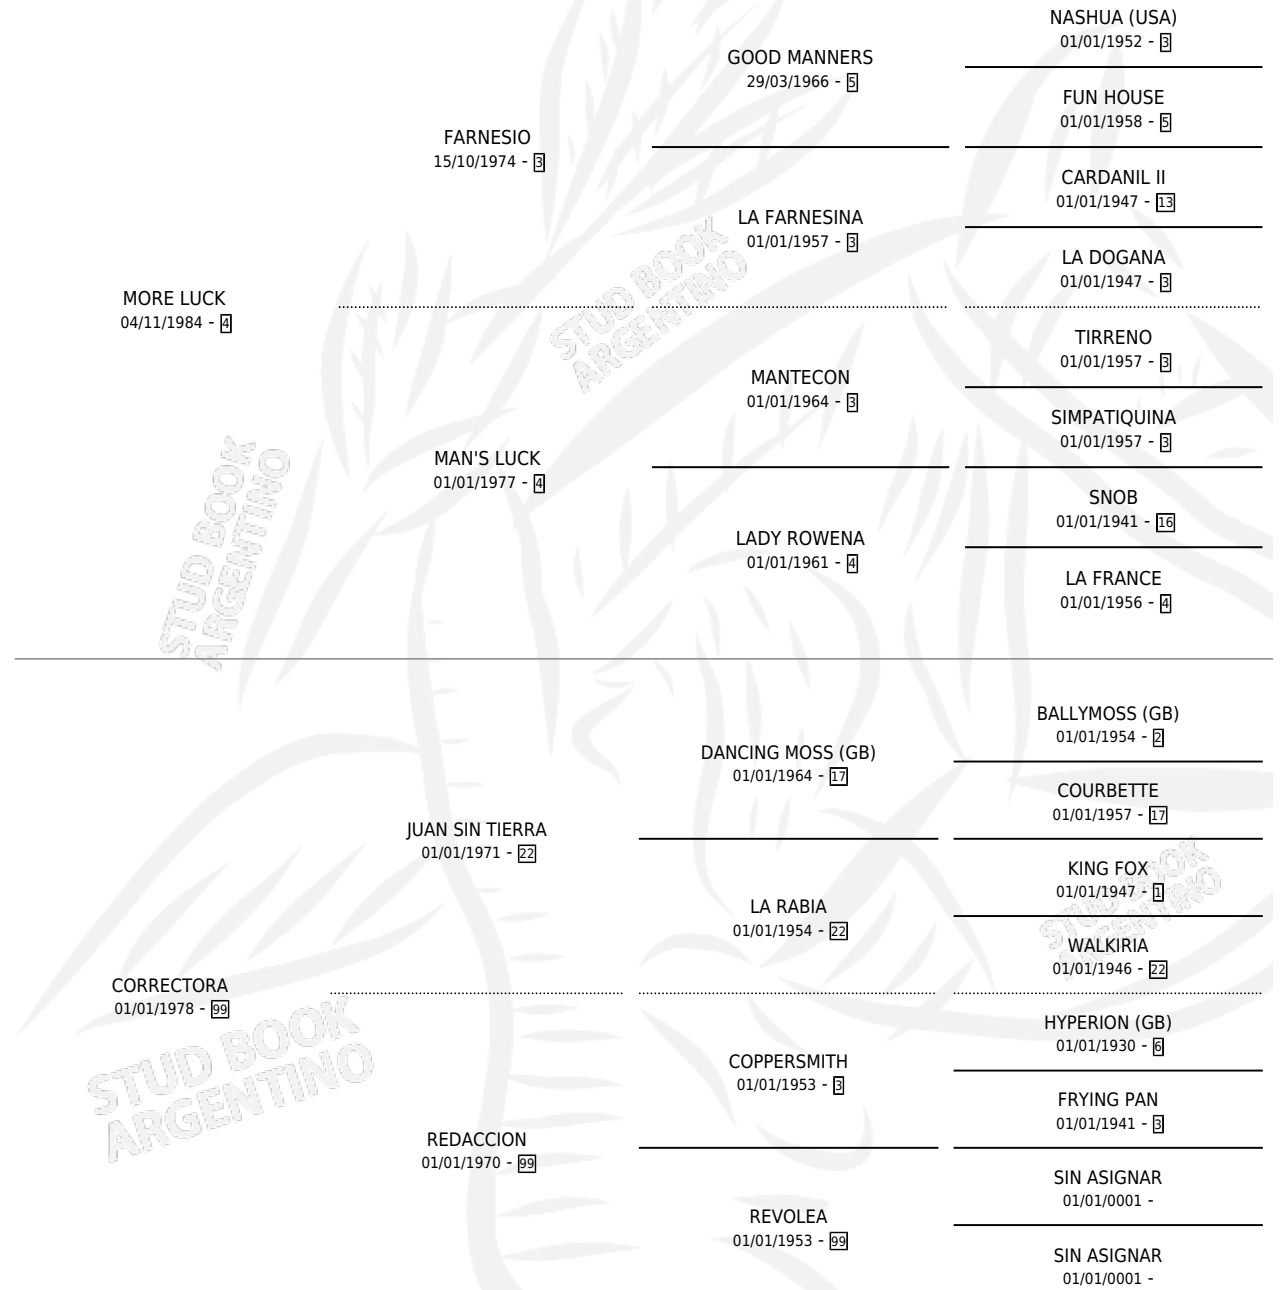 NASHUA (USA)
01/01/1952 - 3
GOOD MANNERS
29/03/1966 - 5
FUN HOUSE
01/01/1958 - 5
FARNESIO
15/10/1974 - 3
CARDANIL II
01/01/1947 - 13
LA FARNESINA
01/01/1957 - 3
LA DOGANA
01/01/1947 - 3
MORE LUCK
04/11/1984 - 4
STUD BOOK
ARGENTINO
TIRRENO
01/01/1957 - 3
MANTECON
01/01/1964 - 3
SIMPATIQUINA
01/01/1957 - 3
MAN'S LUCK
01/01/1977 - 4
SNOB
01/01/1941 - 16
LADY ROWENA
01/01/1961 - 4
LA FRANCE
01/01/1956 - 4
STUD BOOK
ARGENTINO
BALLYMOSS (GB)
01/01/1954 - 2
DANCING MOSS (GB)
01/01/1964 - 17
COURBETTE
01/01/1957 - 17
JUAN SIN TIERRA
01/01/1971 - 22
KING FOX
01/01/1947 - 1
LA RABIA
01/01/1954 - 22
STUD BOOK
ARGENTINO
WALKIRIA
01/01/1946 - 22
CORRECTORA
01/01/1978 - 99
HYPERION (GB)
01/01/1930 - 6
STUD BOOK
ARGENTINO
COPPERSMITH
01/01/1953 - 3
FRYING PAN
01/01/1941 - 3
REDACCION
01/01/1970 - 99
SIN ASIGNAR
01/01/0001 -
REVOLEA
01/01/1953 - 99
SIN ASIGNAR
01/01/0001 -